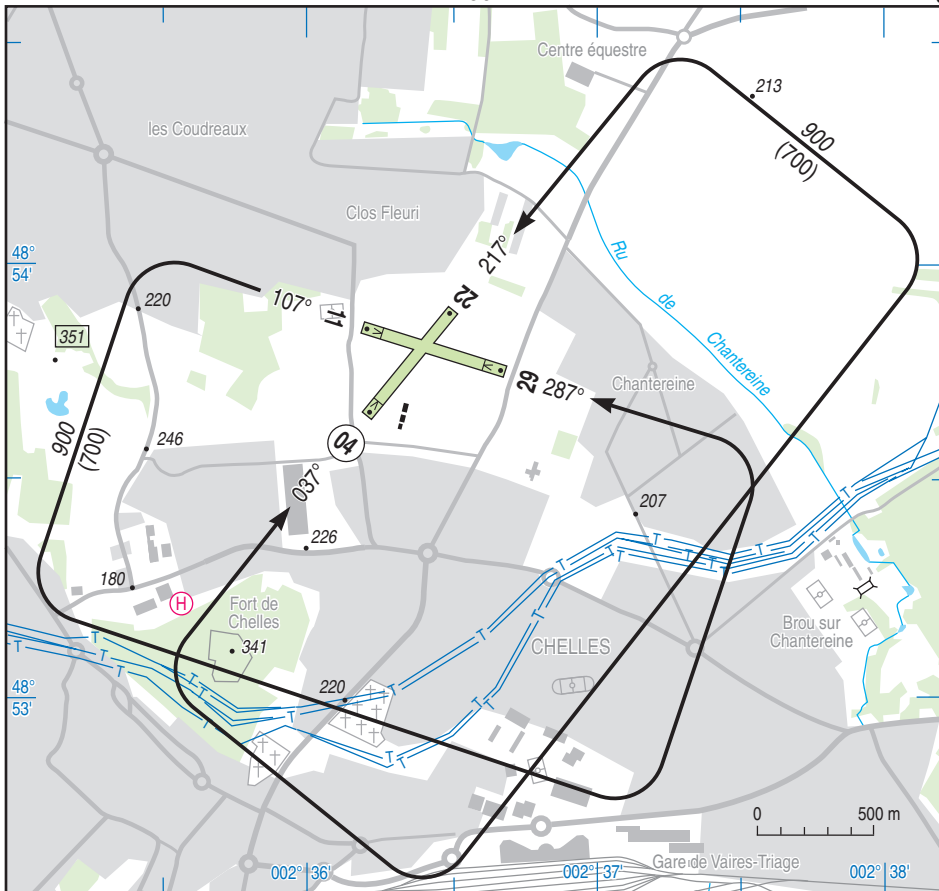 Centre équestre
213
les Coudreaux
900
(700)
Clos Fleuri
217°
Ru
de
Chantereine
48°
54'
107°
11
22
220
351
29
287°
Chantereine
900
(700)
04
246
037°
207
226
180
H
Fort de
Chelles
341
CHELLES
Brou sur
Chantereine
48°
53'
220
T T T T T T T T T T T T T T T T T T T T T
0
500 m
Gare de Vaires-Triage
002° 36'
002° 37'
002° 38'